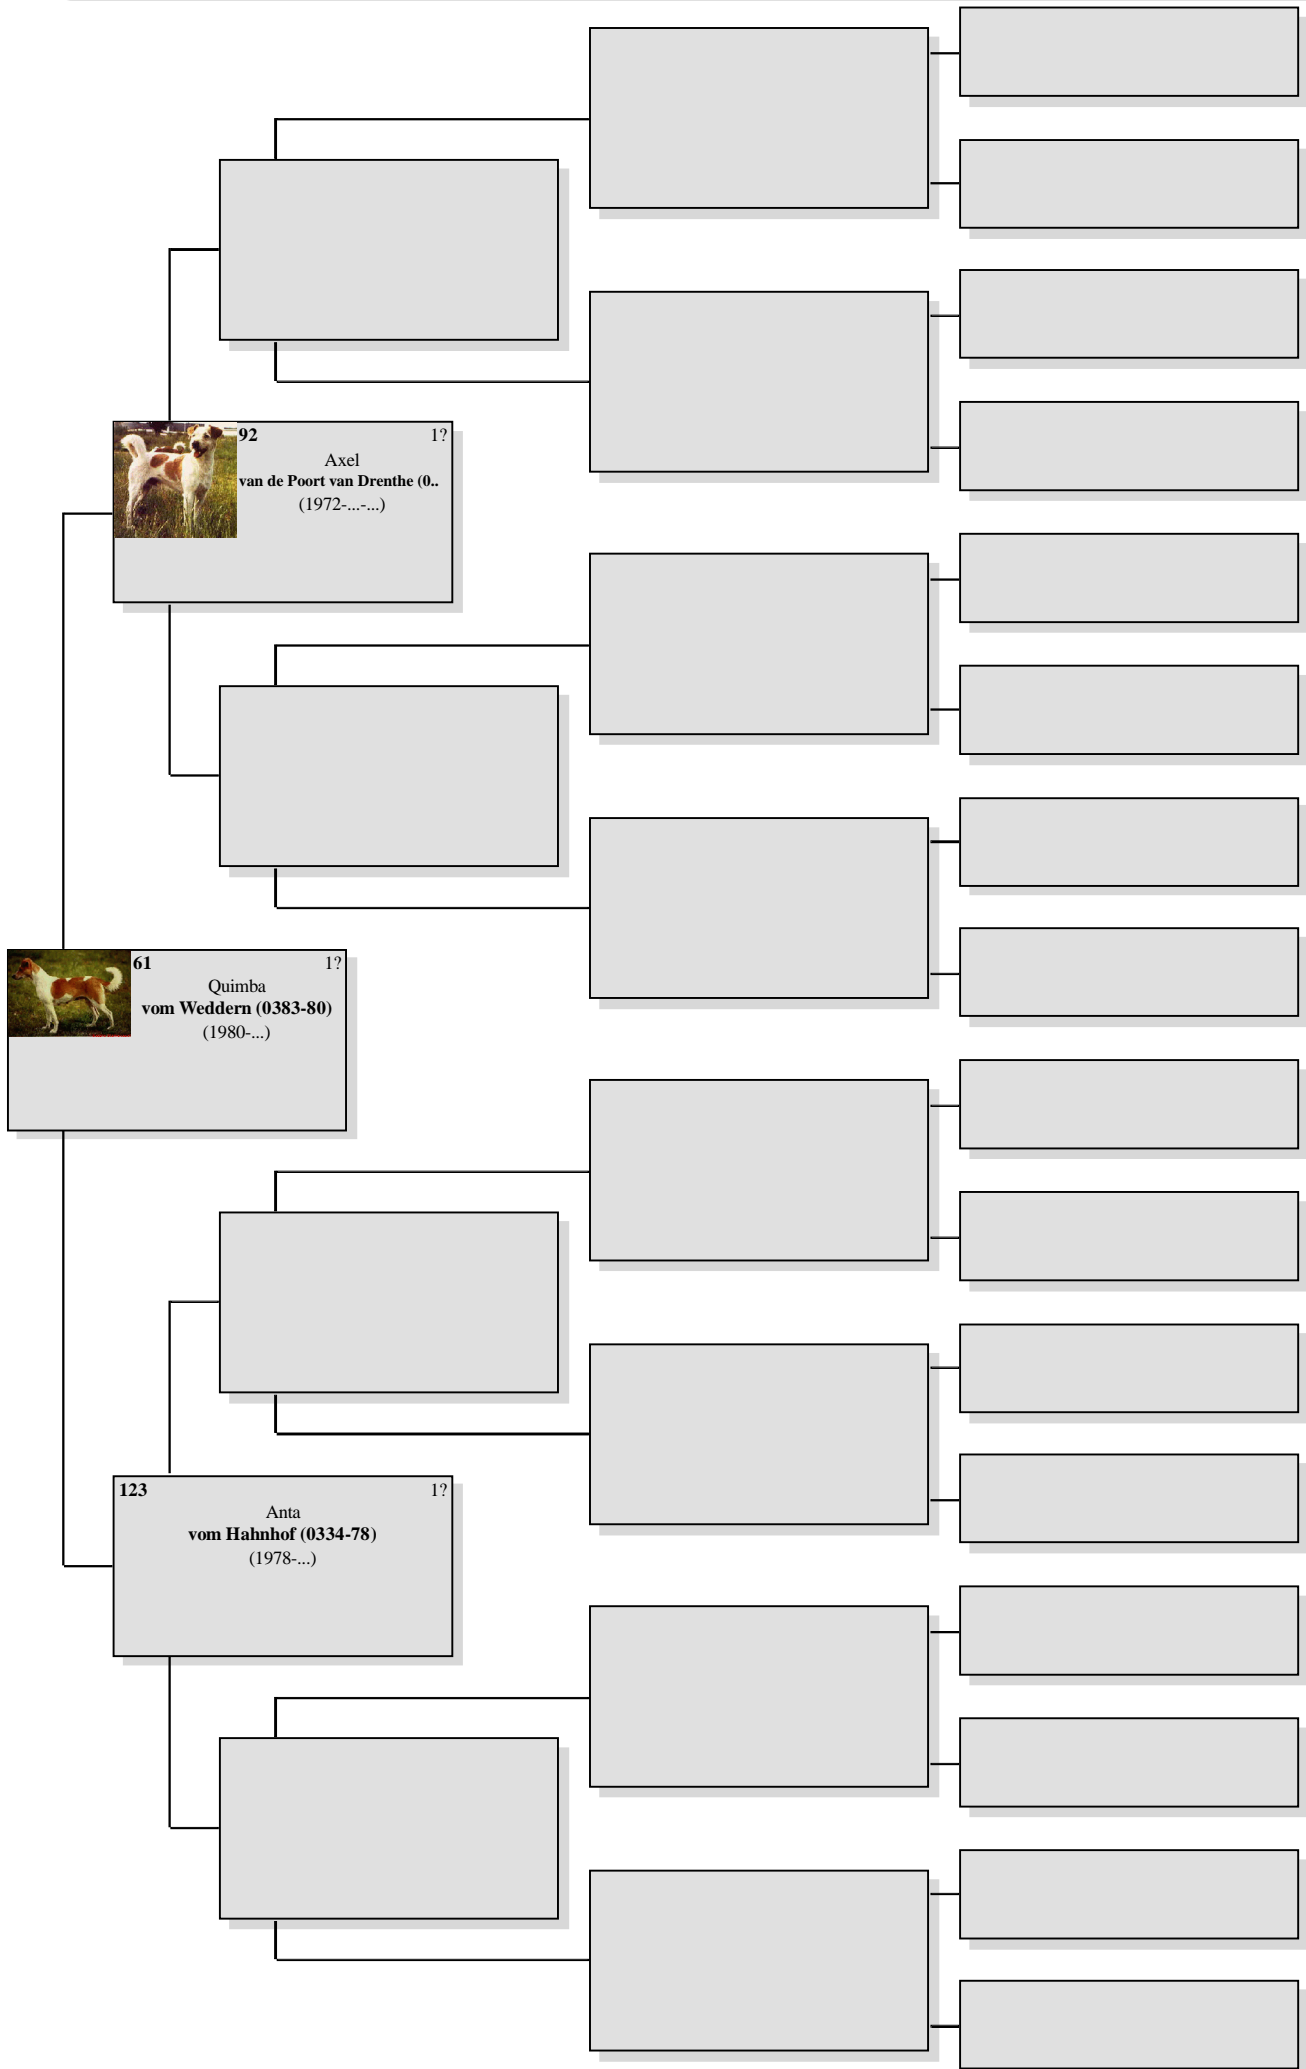 92 1?
Axel
van de Poort van Drenthe (0..
(1972-...-...)
61 1?
Quimba
vom Weddern (0383-80)
(1980-...)
123 1?
Anta
vom Hahnhof (0334-78)
(1978-...)